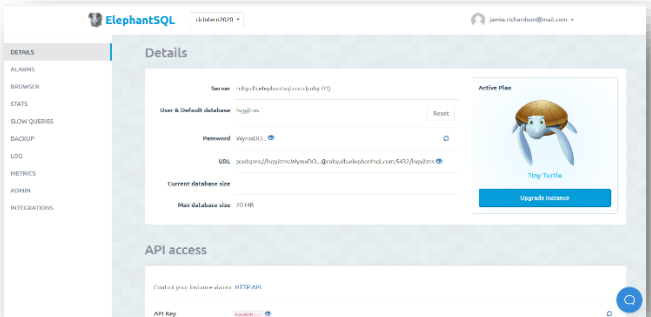 ElephantSQL
jamie.richardson@mail.com
DETAILS
ALARMS
BROWSER
STATS
SLOW QUERIES
BACKUP
LOG
METRICS
ADMIN
INTEGRATIONS
Details
Server
User & Default database
Reset
Password
URL
Current database size
Max database size 20 MB
Active Plan
Tiny Turtle
Upgrade Instance
API access
Control your instance via our HTTP API.
API Key